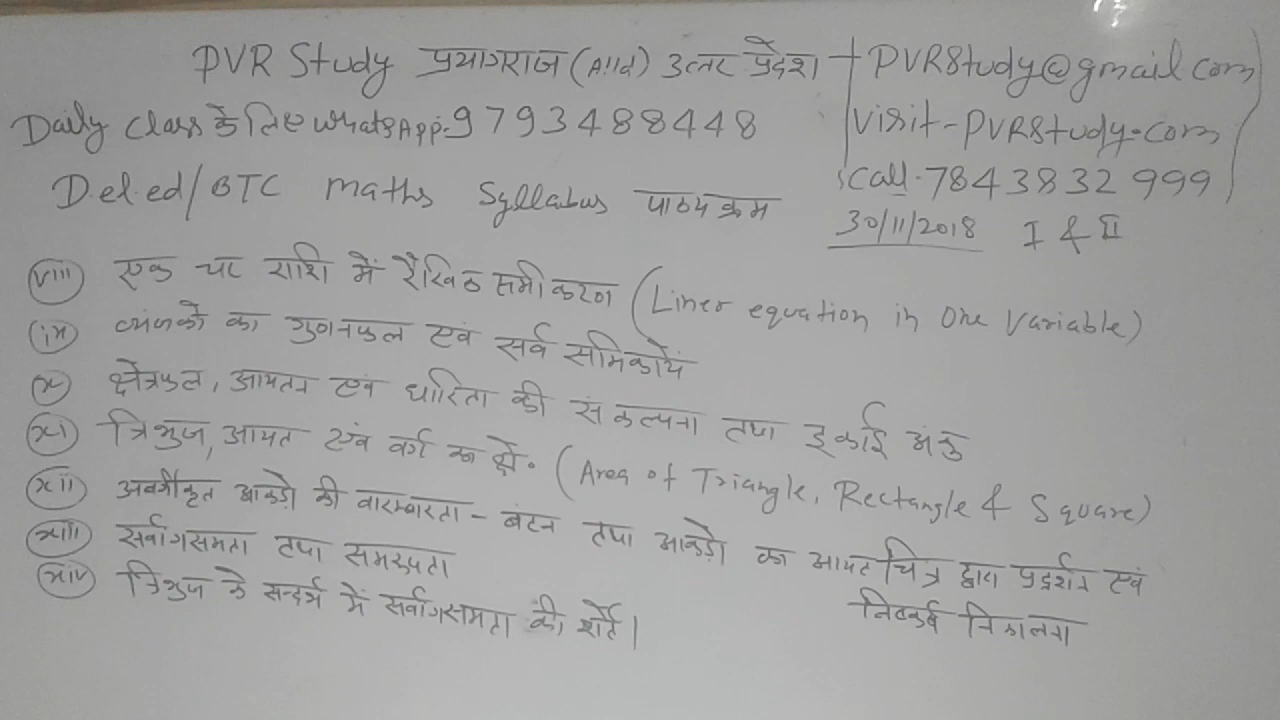 PVR Study प्रयागराज (Alld) उत्तर प्रदेश
PVRStudy@gmail com
Daily Class के लिए WhatsApp-9793488448
visit-PVRStudy.com
call-7843832999
D.el.ed/BTC maths Syllabus पाठ्यक्रम
30/11/2018 I & II
(viii) एक चर राशि में रैखिक समीकरण (Liner equation in One Variable)
(ix) व्यंजकों का गुणनफल एवं सर्व समिकायें
(x) क्षेत्रफल, आयतन एवं धारिता की संकल्पना तथा इकाई अंक
(xi) त्रिभुज, आयत एवं वर्ग का क्षे॰ (Area of Triangle, Rectangle & Square)
(xii) अवर्गीकृत आकड़ो की बारम्बारता - बंटन तथा आकड़ो का आयतचित्र द्वारा प्रदर्शन एवं
निष्कर्ष निकालना
(xiii) सर्वांगसमता तथा समरूपता
(xiv) त्रिभुज के सन्दर्भ में सर्वांगसमता की शर्ते।